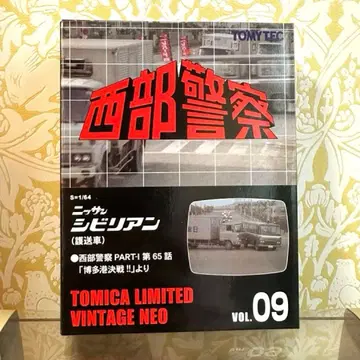 TOMYTEC
西部警察
S=1/64
ニッサン
シビリアン
(護送車)
●西部警察 PART-I 第65話
「博多港決戦!!」より
TOMICA LIMITED
VINTAGE NEO
VOL.09